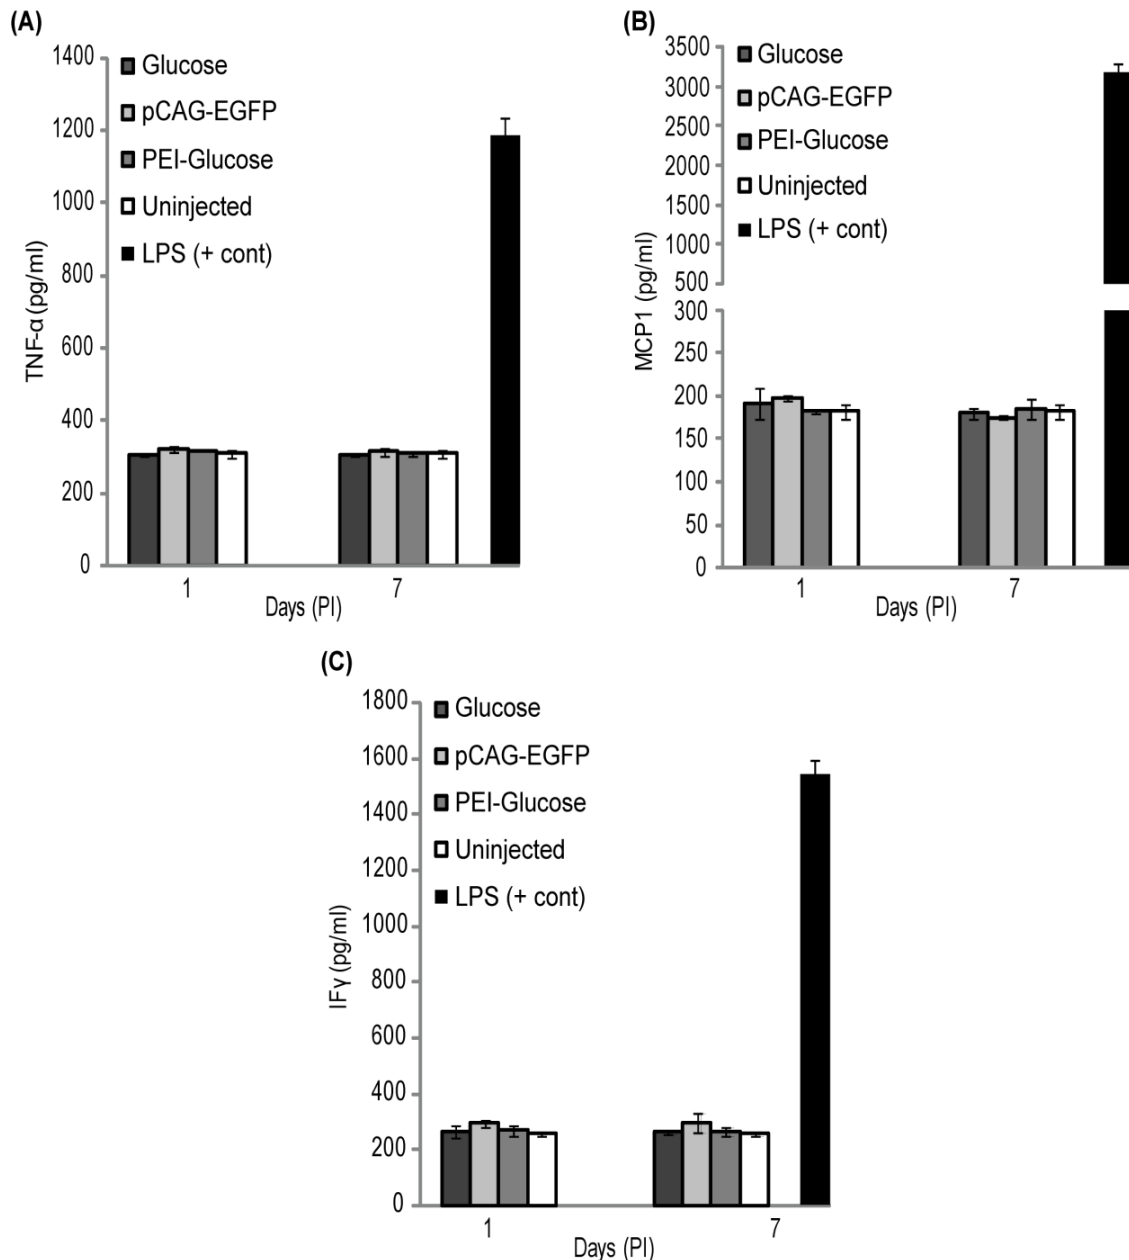 (A)
1400
1200
1000
800
600
400
200
0
TNF-α (pg/ml)
Glucose
pCAG-EGFP
PEI-Glucose
Uninjected
LPS (+ cont)
1
7
Days (PI)
(B)
3500
3000
2500
2000
1500
1000
500
300
250
200
150
100
50
0
MCP1 (pg/ml)
Glucose
pCAG-EGFP
PEI-Glucose
Uninjected
LPS (+ cont)
1
7
Days (PI)
(C)
1800
1600
1400
1200
1000
800
600
400
200
0
IFγ (pg/ml)
Glucose
pCAG-EGFP
PEI-Glucose
Uninjected
LPS (+ cont)
1
7
Days (PI)